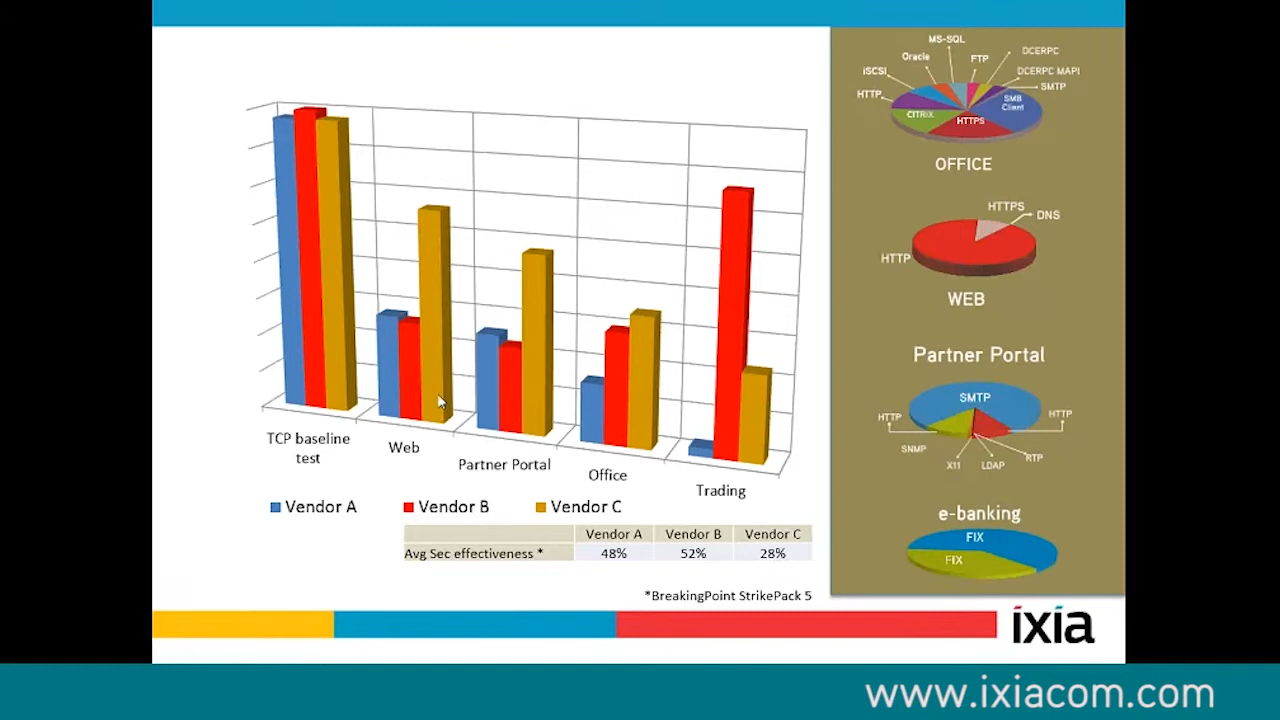 TCP baseline
test
Web
Partner Portal
Office
Trading
Vendor A
Vendor B
Vendor C
Vendor A Vendor B Vendor C
Avg Sec effectiveness * 48% 52% 28%
*BreakingPoint StrikePack 5
MS-SQL
Oracle
FTP
DCERPC
iSCSI
DCERPC MAPI
HTTP
SMTP
SMB
Client
CITRIX
HTTPS
OFFICE
HTTPS
DNS
HTTP
WEB
Partner Portal
SMTP
HTTP
HTTP
SNMP
X11
LDAP
RTP
e-banking
FIX
FIX
ixia
www.ixiacom.com